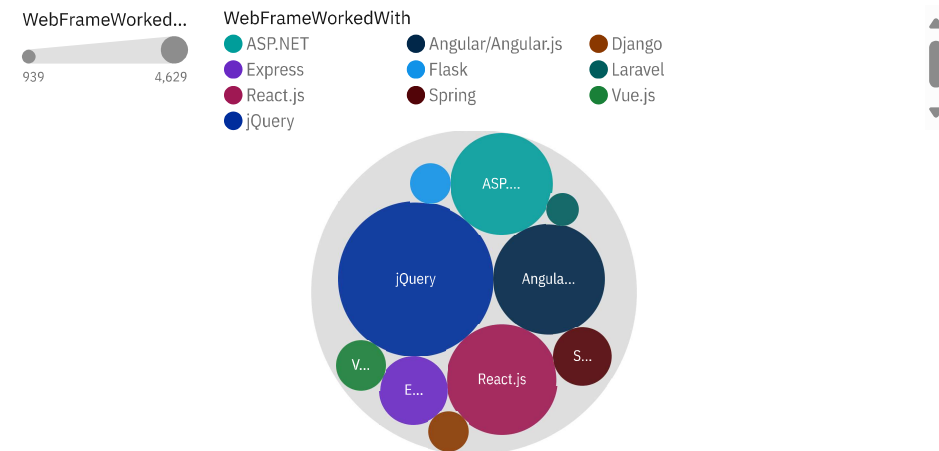 WebFrameWorked...
939
4,629
WebFrameWorkedWith
ASP.NET
Angular/Angular.js
Django
Express
Flask
Laravel
React.js
Spring
Vue.js
jQuery
ASP....
jQuery
Angula...
V...
E...
React.js
S...